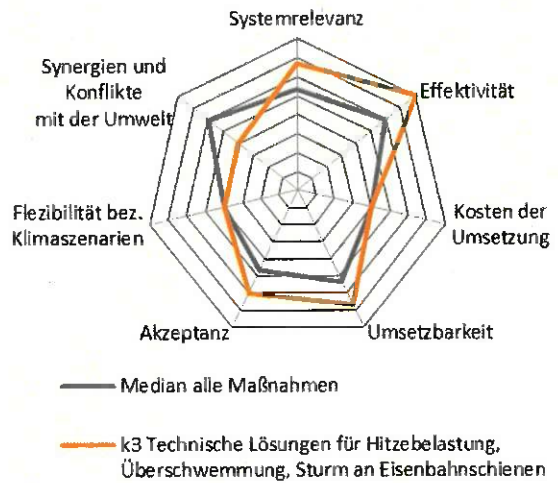 Systemrelevanz
Synergien und
Konflikte
mit der Umwelt
Effektivität
Flezibilität bez.
Klimaszenarien
Kosten der
Umsetzung
Akzeptanz
Umsetzbarkeit
Median alle Maßnahmen
k3 Technische Lösungen für Hitzebelastung,
Überschwemmung, Sturm an Eisenbahnschienen